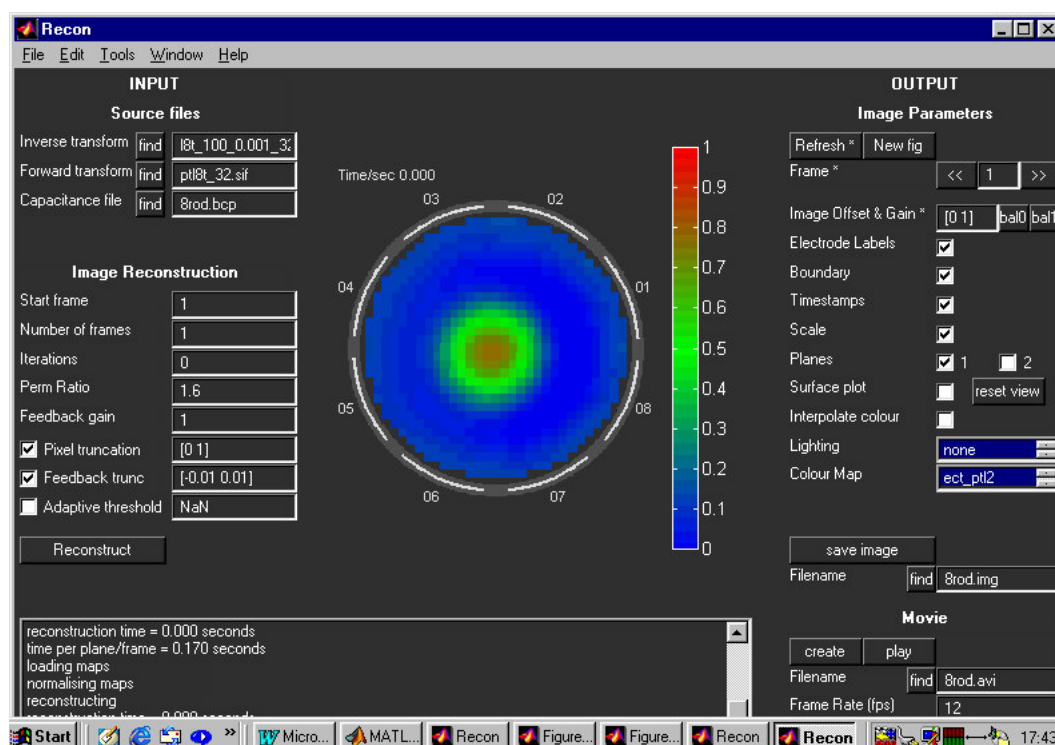 Recon
File Edit Tools Window Help
INPUT
Source files
Inverse transform find l8t_100_0.001_32
Forward transform find ptl8t_32.sif
Capacitance file find 8rod.bcp
Image Reconstruction
Start frame 1
Number of frames 1
Iterations 0
Perm Ratio 1.6
Feedback gain 1
Pixel truncation [0 1]
Feedback trunc [-0.01 0.01]
Adaptive threshold NaN
Reconstruct
Time/sec 0.000
03 02
04 01
05 08
06 07
1
0.9
0.8
0.7
0.6
0.5
0.4
0.3
0.2
0.1
0
OUTPUT
Image Parameters
Refresh * New fig
Frame * << 1 >>
Image Offset & Gain * [0 1] bal0 bal1
Electrode Labels
Boundary
Timestamps
Scale
Planes 1 2
Surface plot reset view
Interpolate colour
Lighting none
Colour Map ect_ptl2
save image
Filename find 8rod.img
Movie
create play
Filename find 8rod.avi
Frame Rate (fps) 12
reconstruction time = 0.000 seconds
time per plane/frame = 0.170 seconds
loading maps
normalising maps
reconstructing
reconstruction time = 0.000 seconds
Start » Micro... MATL... Recon Figure... Figure... Recon Recon 17:43